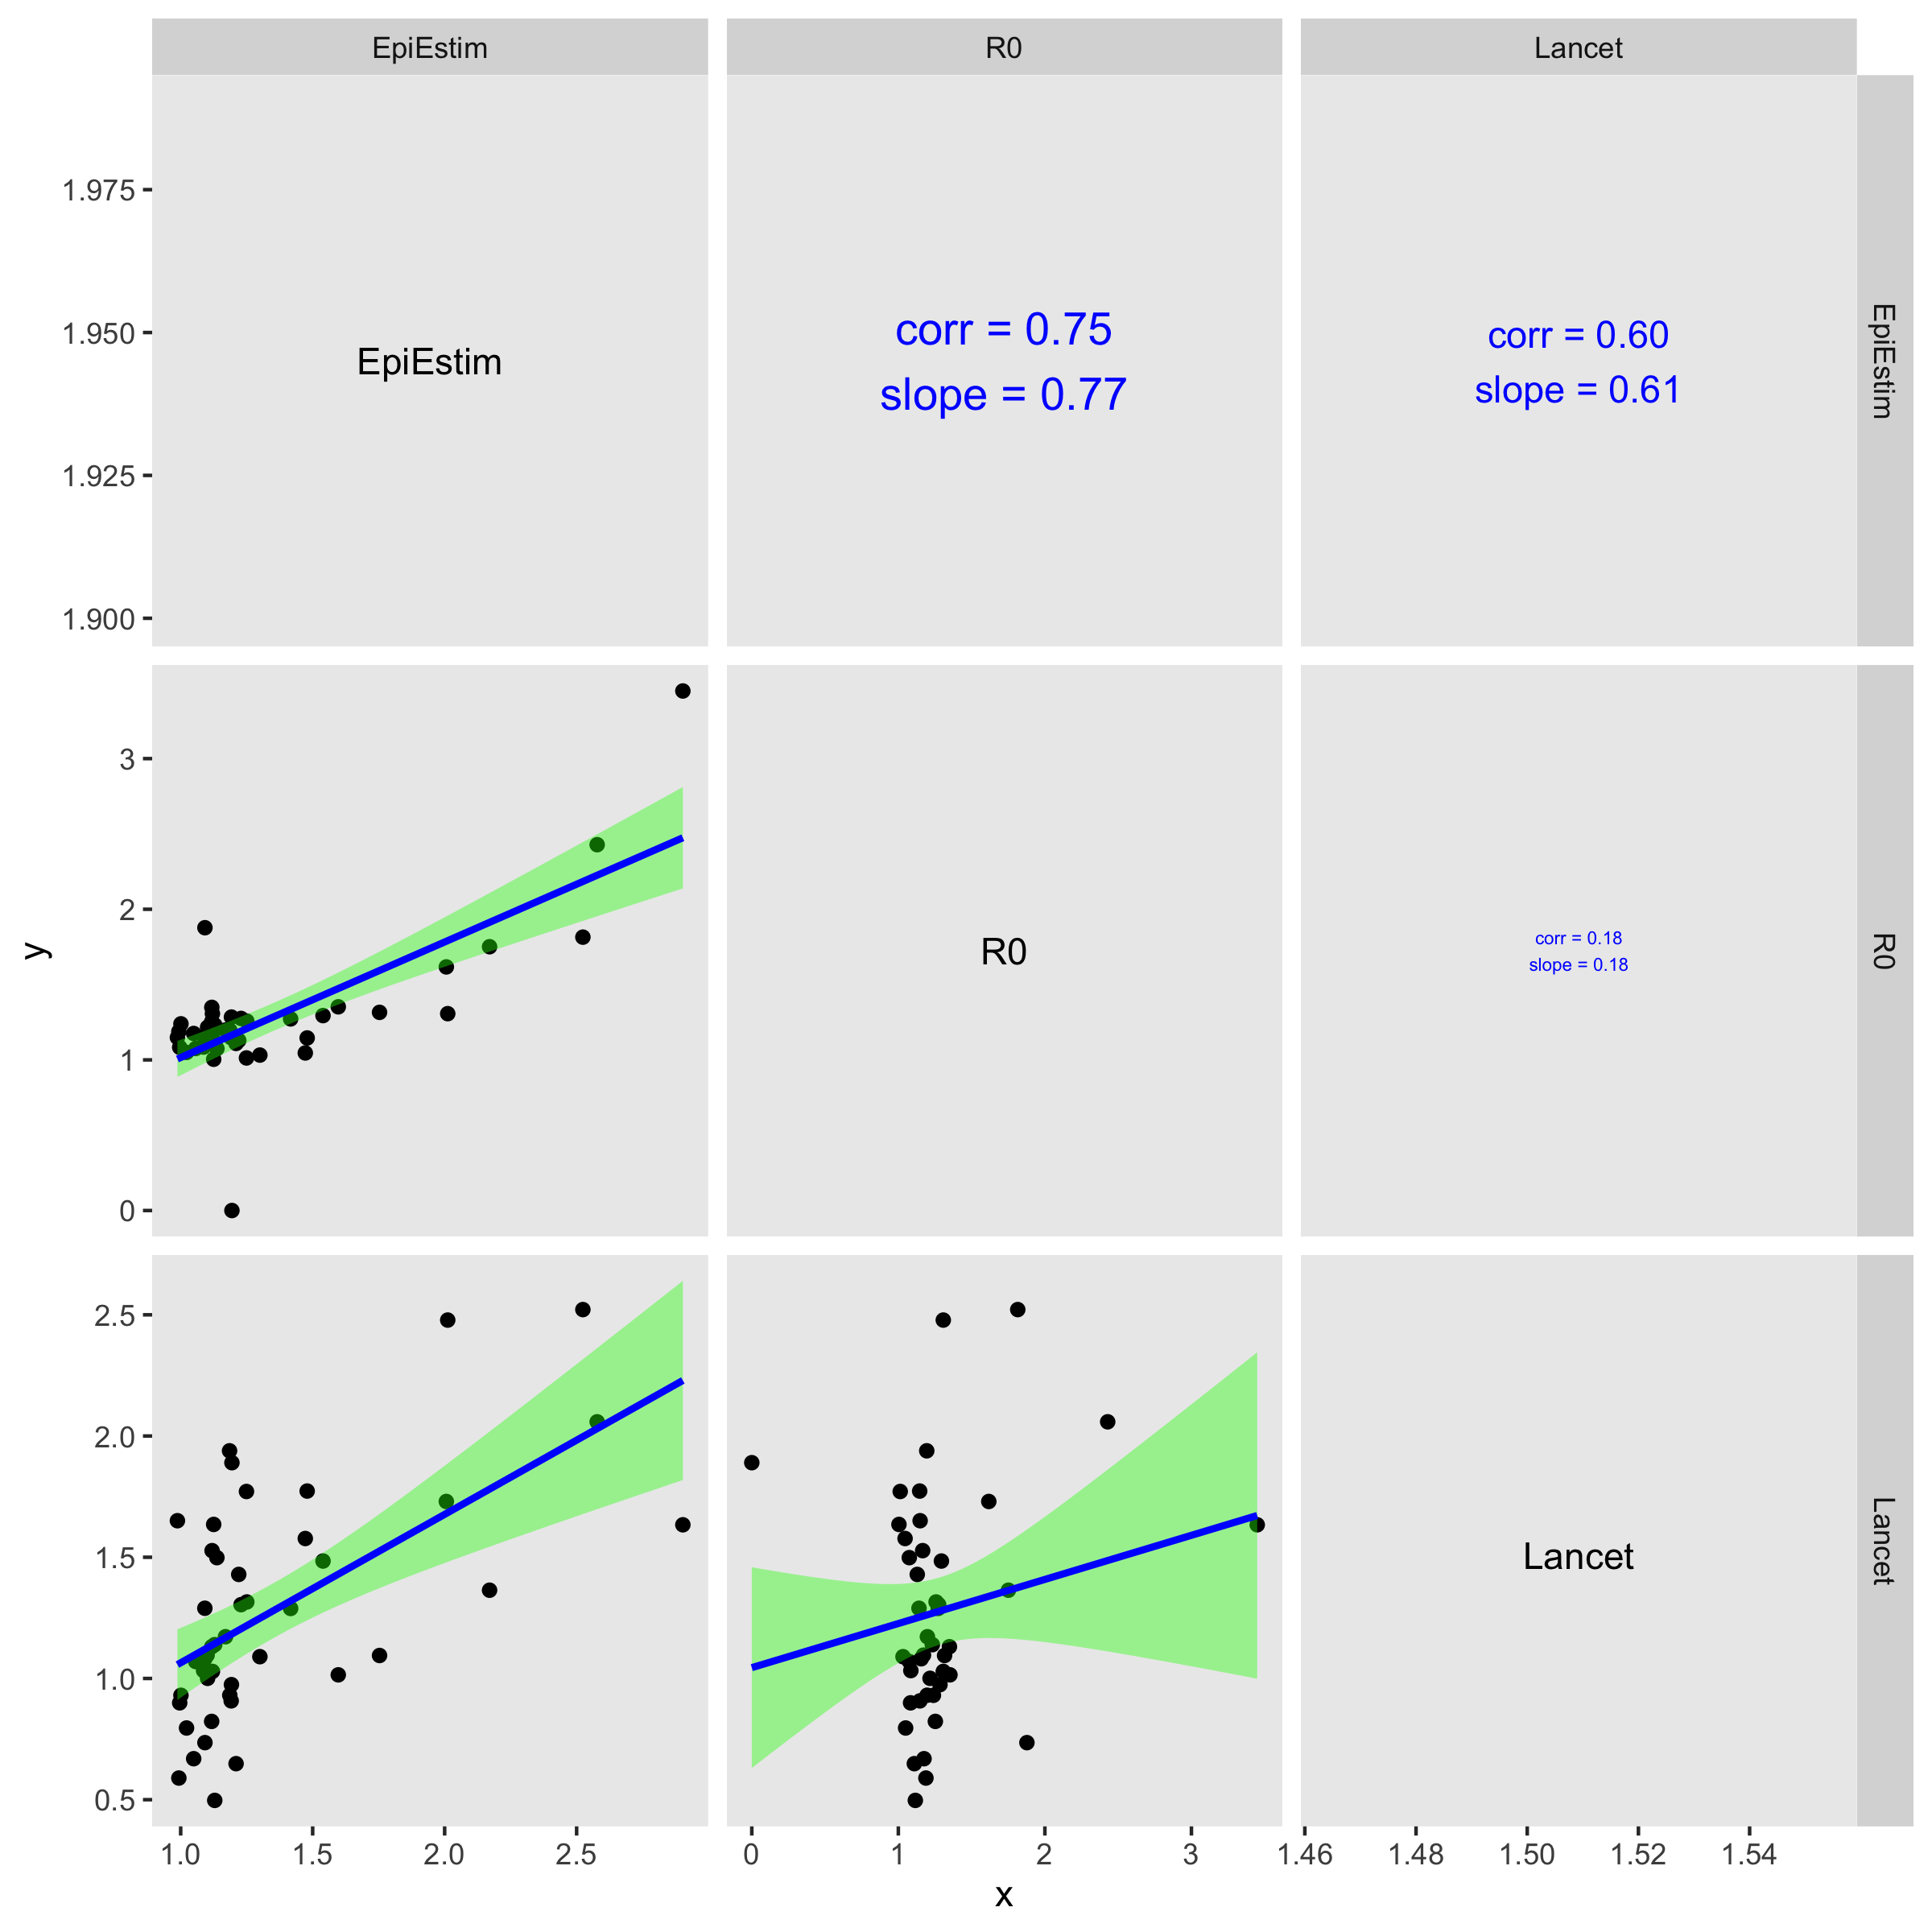 EpiEstim
R0
Lancet
1.975
1.950
1.925
1.900
EpiEstim
corr = 0.75
slope = 0.77
corr = 0.60
slope = 0.61
EpiEstim
3
2
1
0
R0
corr = 0.18
slope = 0.18
R0
y
2.5
2.0
1.5
1.0
0.5
Lancet
Lancet
1.0 1.5 2.0 2.5
0 1 2 3
1.46 1.48 1.50 1.52 1.54
x